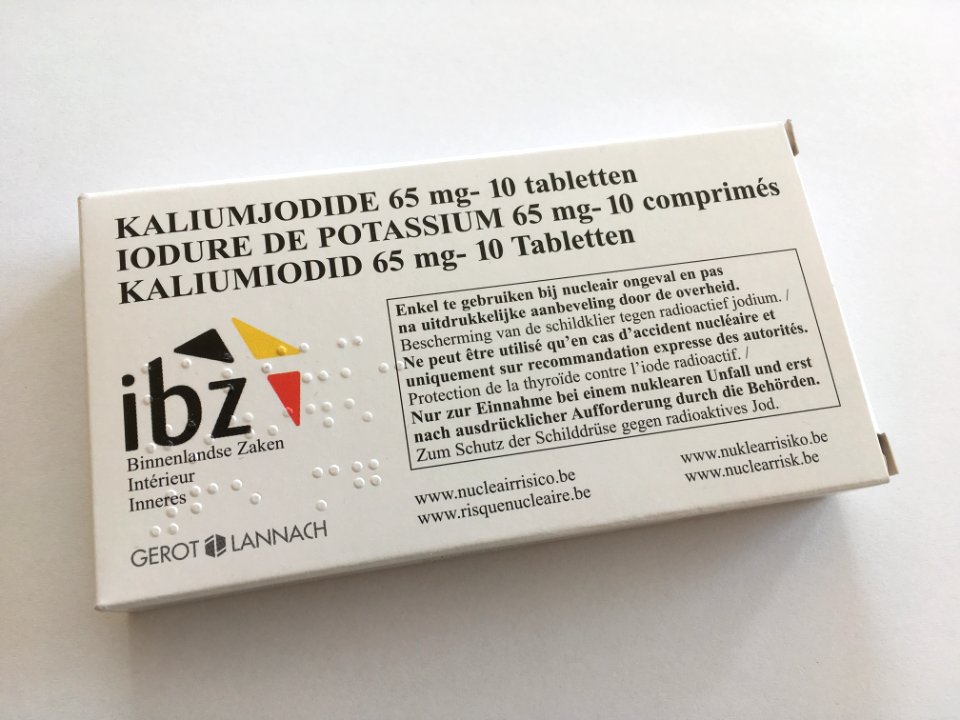 KALIUMJODIDE 65 mg- 10 tabletten
IODURE DE POTASSIUM 65 mg- 10 comprimés
KALIUMIODID 65 mg- 10 Tabletten
Enkel te gebruiken bij nucleair ongeval en pas
na uitdrukkelijke aanbeveling door de overheid.
Bescherming van de schildklier tegen radioactief jodium. /
Ne peut être utilisé qu'en cas d'accident nucléaire et
uniquement sur recommandation expresse des autorités.
Protection de la thyroïde contre l'iode radioactif. /
Nur zur Einnahme bei einem nuklearen Unfall und erst
nach ausdrücklicher Aufforderung durch die Behörden.
Zum Schutz der Schilddrüse gegen radioaktives Jod.
ibz
Binnenlandse Zaken
Intérieur
Inneres
GEROT LANNACH
www.nucleairrisico.be
www.risquenucleaire.be
www.nuklearrisiko.be
www.nuclearrisk.be